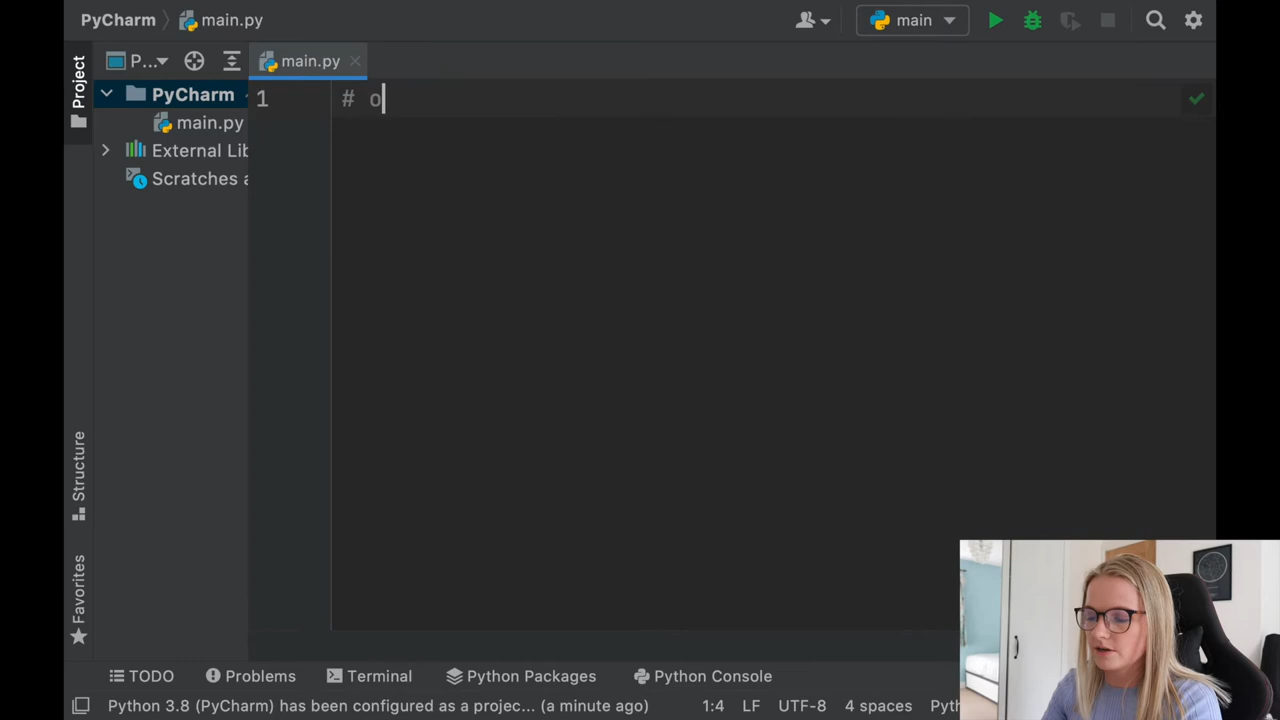 PyCharm main.py
main
Project
P...
main.py
1 # o
PyCharm
main.py
External Lib
Scratches a
Structure
Favorites
TODO Problems Terminal Python Packages Python Console
Python 3.8 (PyCharm) has been configured as a projec... (a minute ago) 1:4 LF UTF-8 4 spaces Pyth